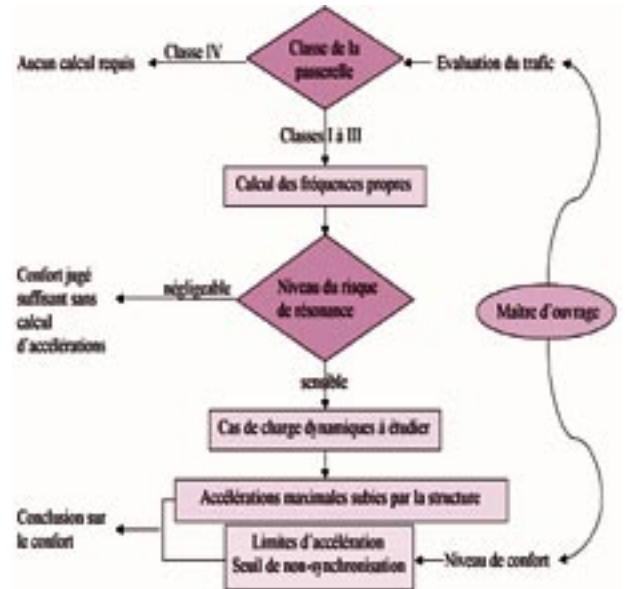 Classe de la
passerelle
Classe IV
Aucun calcul requis
Evaluation du trafic
Classes I à III
Calcul des fréquences propres
Niveau du risque
de résonance
négligeable
Confort jugé
suffisant sans
calcul
d'accélérations
Maître d'ouvrage
sensible
Cas de charge dynamiques à étudier
Accélérations maximales subies par la structure
Conclusion sur
le confort
Limites d'accélération
Seuil de non-synchronisation
Niveau de confort